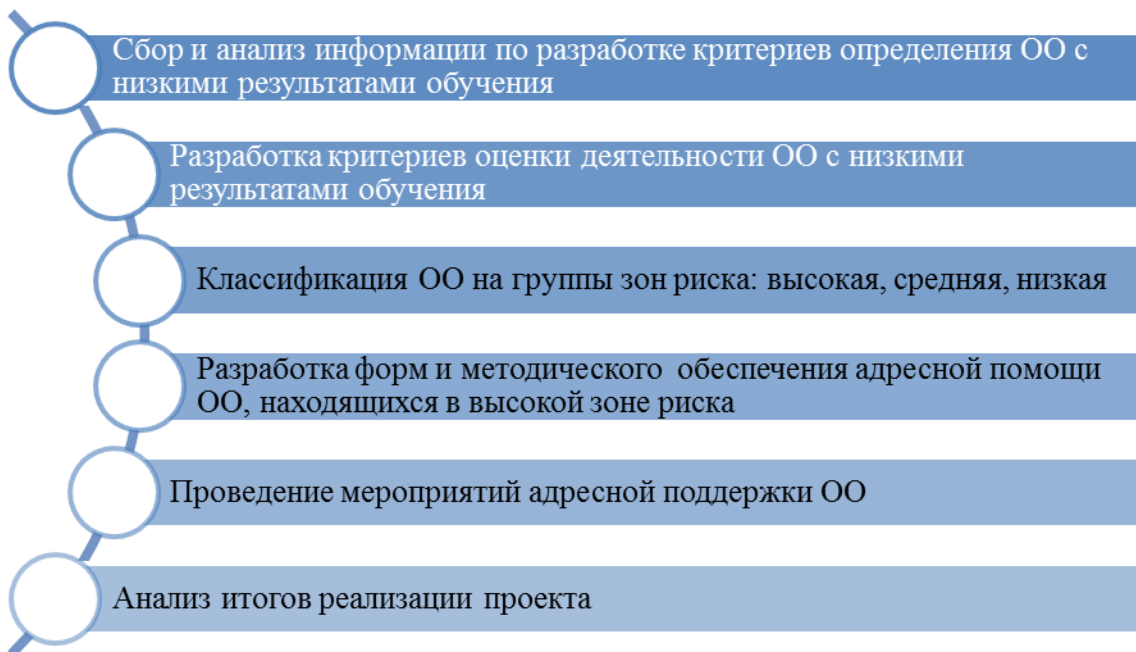 Сбор и анализ информации по разработке критериев определения ОО с
низкими результатами обучения
Разработка критериев оценки деятельности ОО с низкими
результатами обучения
Классификация ОО на группы зон риска: высокая, средняя, низкая
Разработка форм и методического обеспечения адресной помощи
ОО, находящихся в высокой зоне риска
Проведение мероприятий адресной поддержки ОО
Анализ итогов реализации проекта